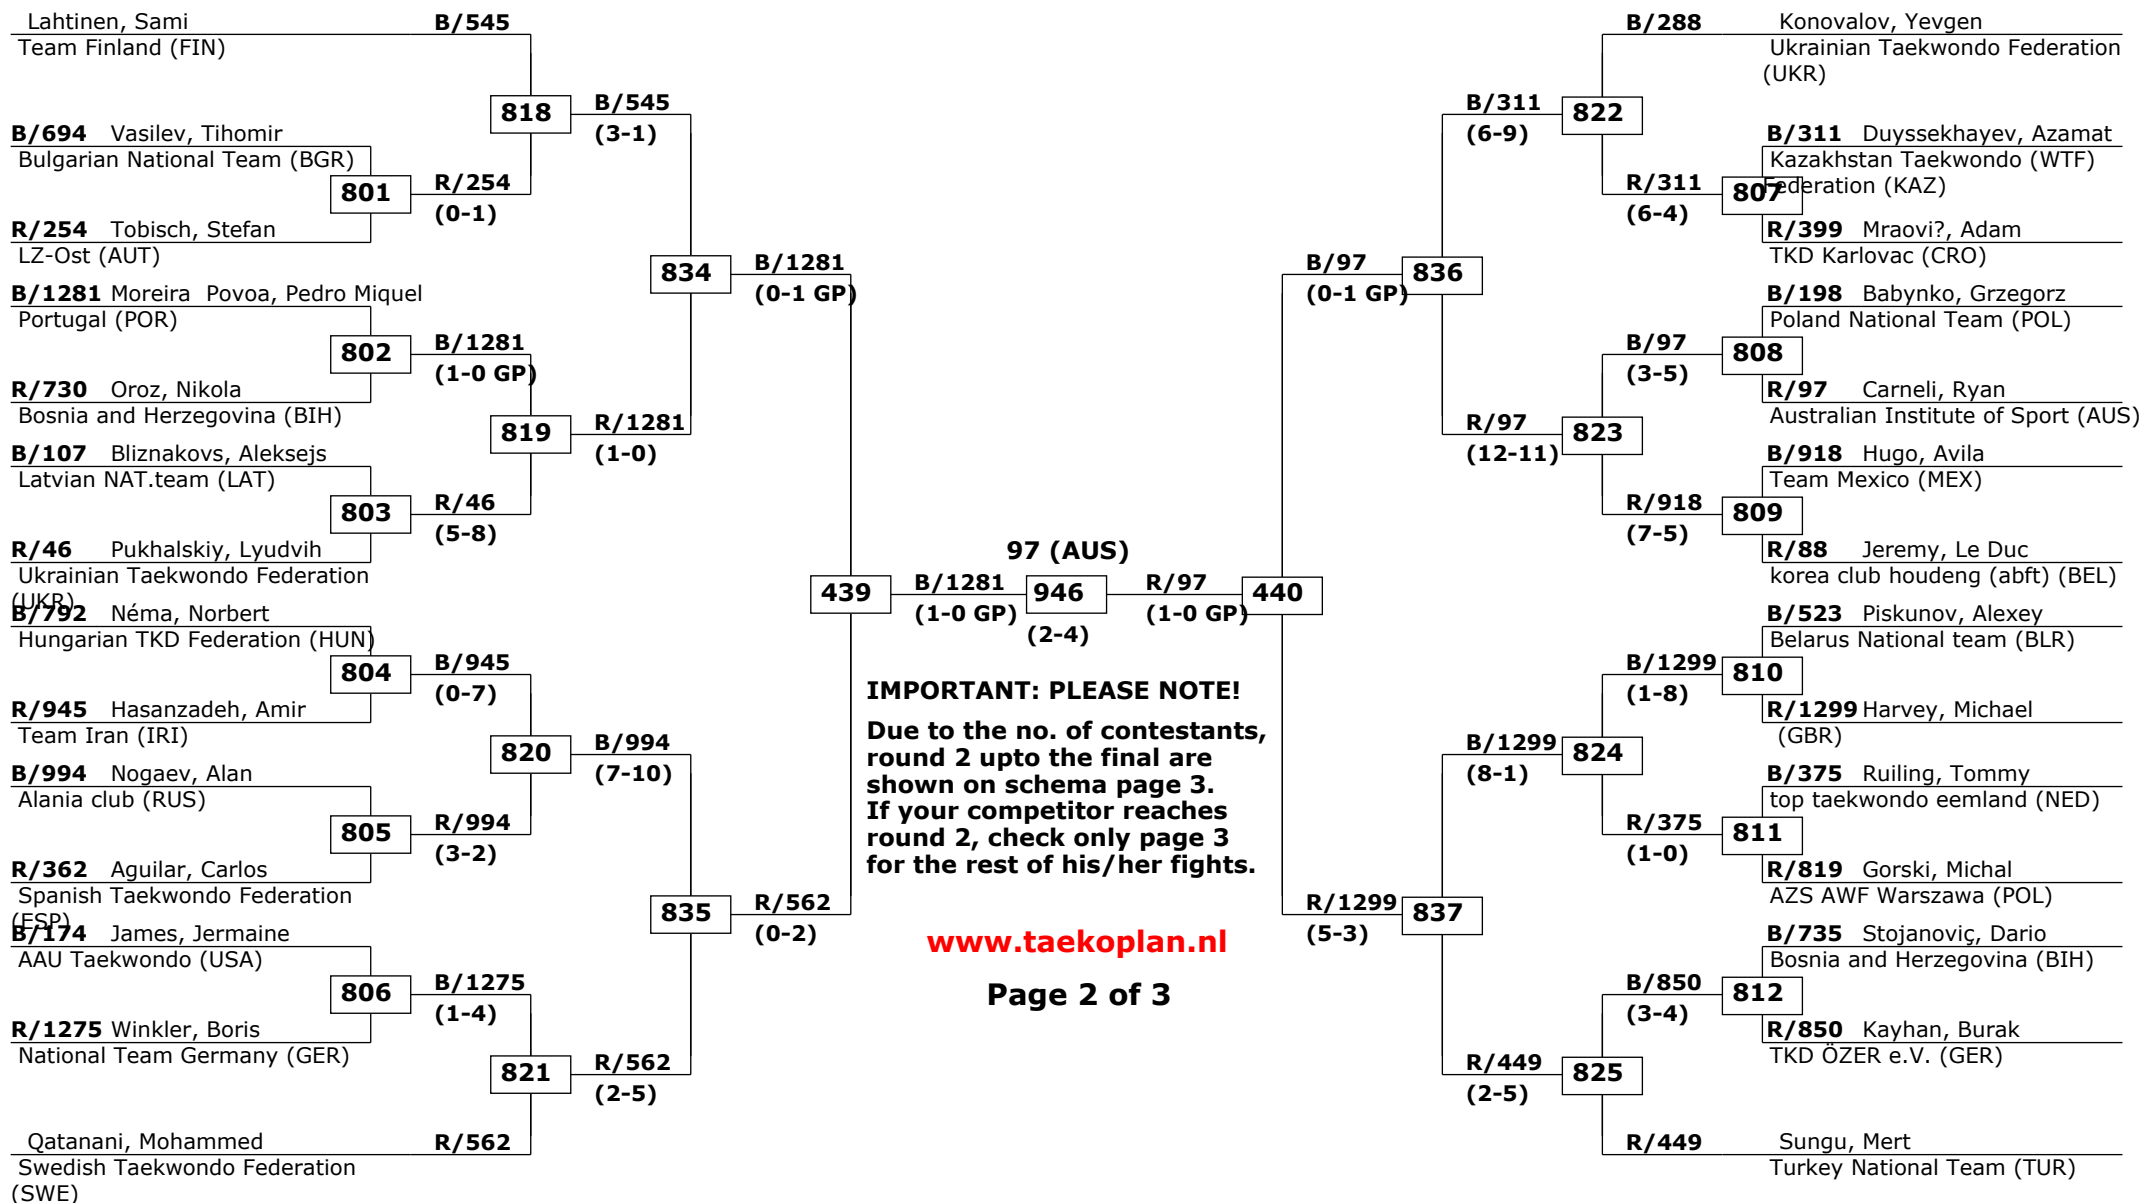 Lahtinen, Sami
B/545
Team Finland (FIN)
818
B/545
(3-1)
B/694 Vasilev, Tihomir
Bulgarian National Team (BGR)
801
R/254
(0-1)
R/254 Tobisch, Stefan
LZ-Ost (AUT)
834
B/1281
(0-1 GP)
B/1281 Moreira Povoa, Pedro Miquel
Portugal (POR)
802
B/1281
(1-0 GP)
R/730 Oroz, Nikola
Bosnia and Herzegovina (BIH)
819
R/1281
(1-0)
B/107 Bliznakovs, Aleksejs
Latvian NAT.team (LAT)
803
R/46
(5-8)
R/46 Pukhalskiy, Lyudvih
Ukrainian Taekwondo Federation
(UKR)
439
B/1281
(1-0 GP)
B/792 Néma, Norbert
Hungarian TKD Federation (HUN)
804
B/945
(0-7)
R/945 Hasanzadeh, Amir
Team Iran (IRI)
820
B/994
(7-10)
B/994 Nogaev, Alan
Alania club (RUS)
805
R/994
(3-2)
R/362 Aguilar, Carlos
Spanish Taekwondo Federation
(ESP)
835
R/562
(0-2)
B/174 James, Jermaine
AAU Taekwondo (USA)
806
B/1275
(1-4)
R/1275 Winkler, Boris
National Team Germany (GER)
821
R/562
(2-5)
Qatanani, Mohammed
R/562
Swedish Taekwondo Federation
(SWE)
97 (AUS)
946
(2-4)
IMPORTANT: PLEASE NOTE!
Due to the no. of contestants,
round 2 upto the final are
shown on schema page 3.
If your competitor reaches
round 2, check only page 3
for the rest of his/her fights.
www.taekoplan.nl
Page 2 of 3
R/97
(1-0 GP)
440
B/288
Konovalov, Yevgen
Ukrainian Taekwondo Federation
(UKR)
B/311
(6-9)
822
B/311 Duyssekhayev, Azamat
Kazakhstan Taekwondo (WTF)
Federation (KAZ)
R/311
(6-4)
807
R/399 Mraovi?, Adam
TKD Karlovac (CRO)
B/97
(0-1 GP)
836
B/198 Babynko, Grzegorz
Poland National Team (POL)
B/97
(3-5)
808
R/97 Carneli, Ryan
Australian Institute of Sport (AUS)
R/97
(12-11)
823
B/918 Hugo, Avila
Team Mexico (MEX)
R/918
(7-5)
809
R/88 Jeremy, Le Duc
korea club houdeng (abft) (BEL)
B/523 Piskunov, Alexey
Belarus National team (BLR)
B/1299
(1-8)
810
R/1299 Harvey, Michael
(GBR)
B/1299
(8-1)
824
B/375 Ruiling, Tommy
top taekwondo eemland (NED)
R/375
(1-0)
811
R/819 Gorski, Michal
AZS AWF Warszawa (POL)
R/1299
(5-3)
837
B/735 Stojanoviç, Dario
Bosnia and Herzegovina (BIH)
B/850
(3-4)
812
R/850 Kayhan, Burak
TKD ÖZER e.V. (GER)
R/449
(2-5)
825
R/449
Sungu, Mert
Turkey National Team (TUR)